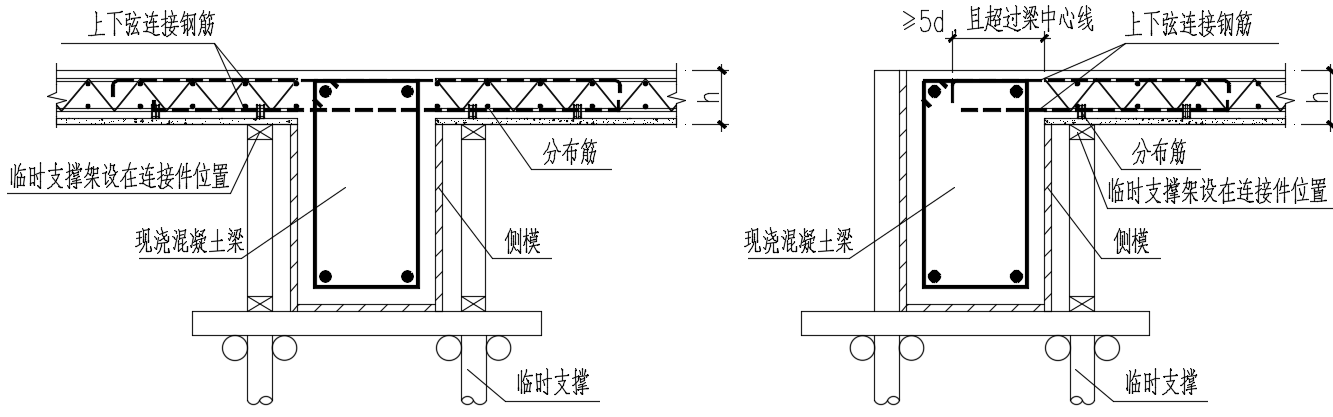 上下弦连接钢筋
临时支撑架设在连接件位置
分布筋
现浇混凝土梁
侧模
临时支撑
h
≥5d,且超过梁中心线
上下弦连接钢筋
分布筋
临时支撑架设在连接件位置
现浇混凝土梁
侧模
临时支撑
h